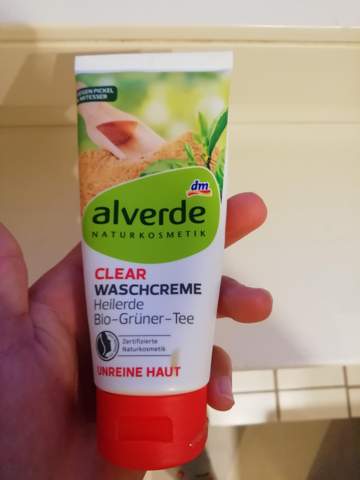 GEGEN PICKEL
& MITESSER
dm
alverde
NATURKOSMETIK
CLEAR
WASCHCREME
Heilerde
Bio-Grüner-Tee
Zertifizierte
Naturkosmetik
UNREINE HAUT